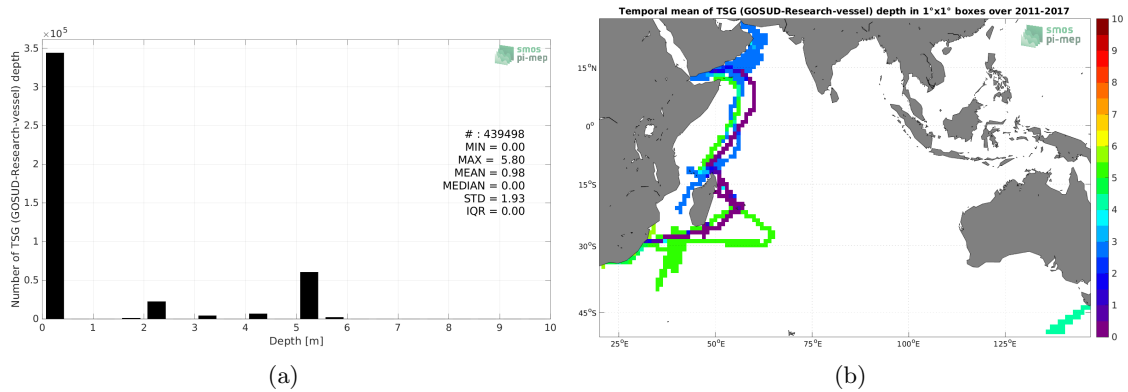 ×10⁵
3.5
3
2.5
2
1.5
1
0.5
0
0 1 2 3 4 5 6 7 8 9 10
Number of TSG (GOSUD-Research-vessel) depth
Depth [m]
smos
pi-mep
# : 439498
MIN = 0.00
MAX = 5.80
MEAN = 0.98
MEDIAN = 0.00
STD = 1.93
IQR = 0.00
(a)
Temporal mean of TSG (GOSUD-Research-vessel) depth in 1°x1° boxes over 2011-2017
smos
pi-mep
15°N
0°
15°S
30°S
45°S
25°E 50°E 75°E 100°E 125°E
10
9
8
7
6
5
4
3
2
1
0
(b)